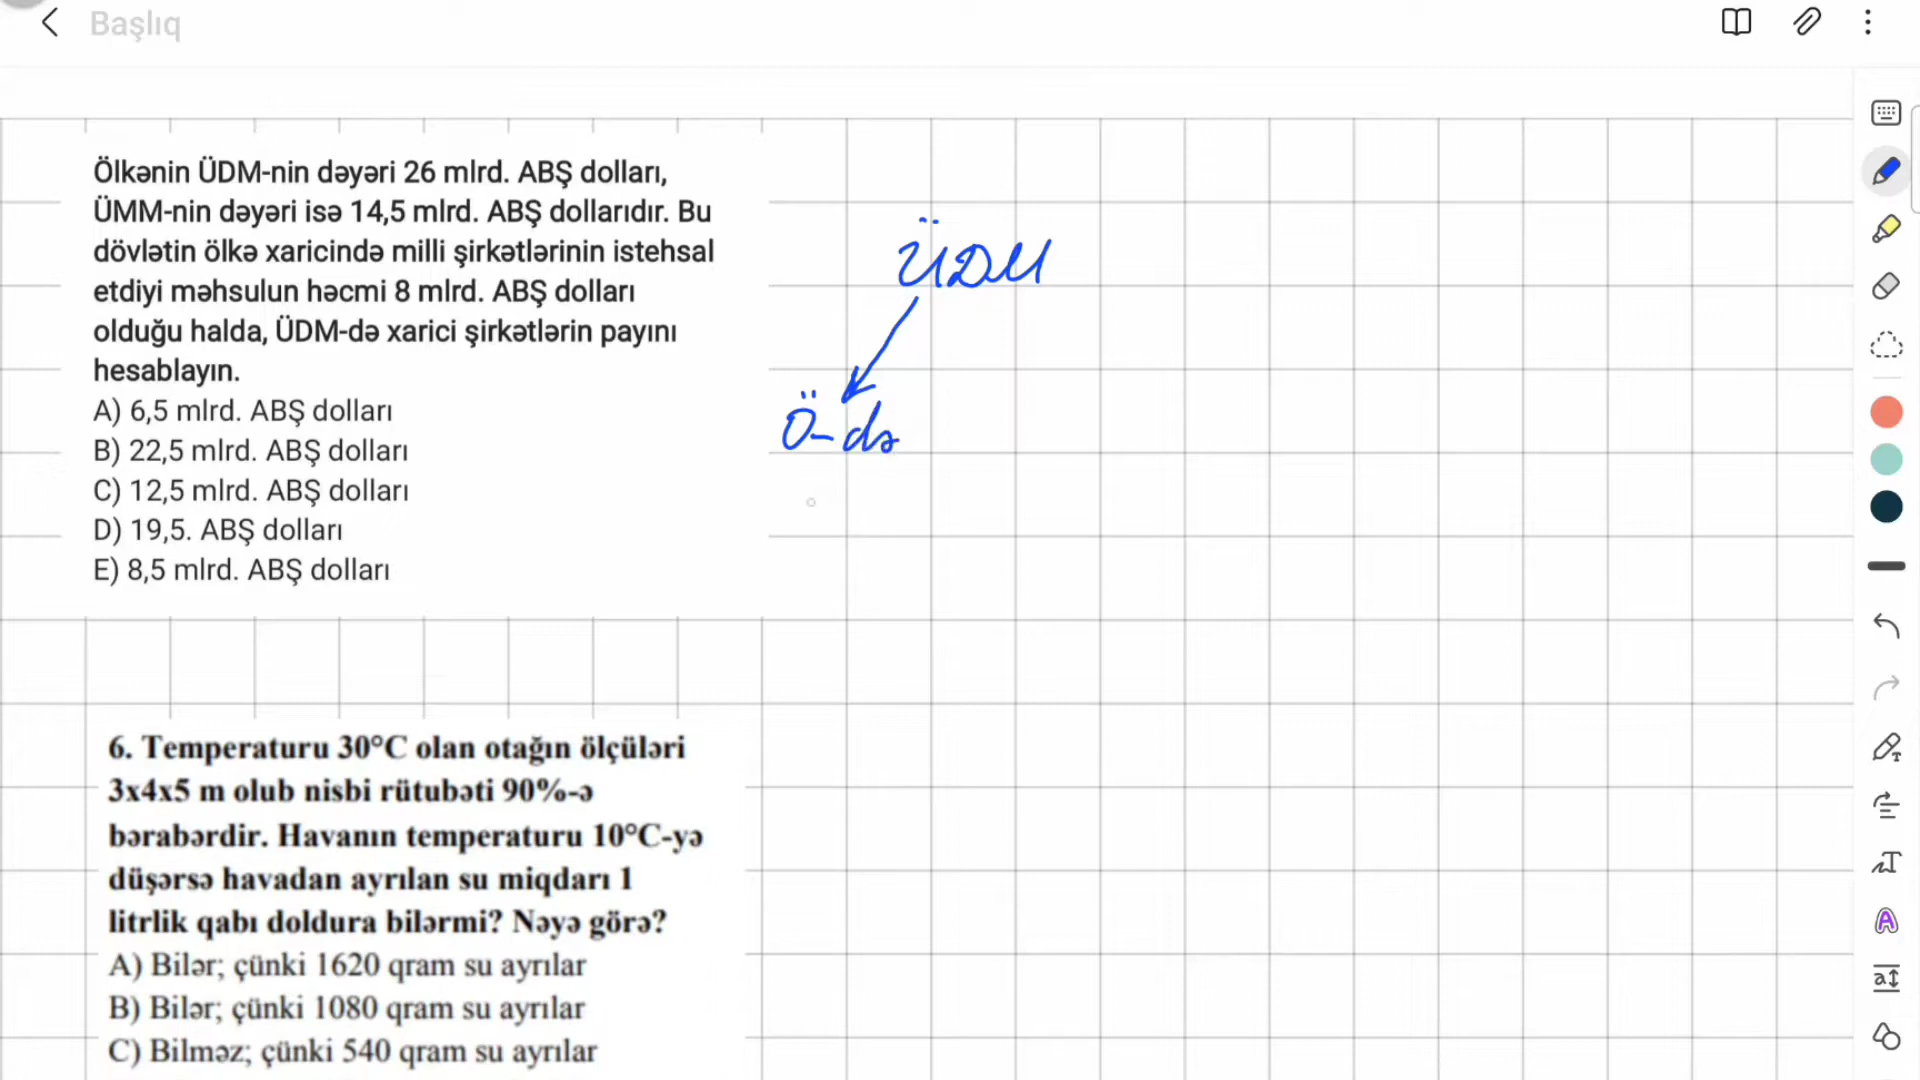 Başlıq
Ölkənin ÜDM-nin dəyəri 26 mlrd. ABŞ dolları,
ÜMM-nin dəyəri isə 14,5 mlrd. ABŞ dollarıdır. Bu
dövlətin ölkə xaricində milli şirkətlərinin istehsal
etdiyi məhsulun həcmi 8 mlrd. ABŞ dolları
olduğu halda, ÜDM-də xarici şirkətlərin payını
hesablayın.
A) 6,5 mlrd. ABŞ dolları
B) 22,5 mlrd. ABŞ dolları
C) 12,5 mlrd. ABŞ dolları
D) 19,5. ABŞ dolları
E) 8,5 mlrd. ABŞ dolları
ÜDM
Ö-də
6. Temperaturu 30°C olan otağın ölçüləri
3x4x5 m olub nisbi rütubəti 90%-ə
bərabərdir. Havanın temperaturu 10°C-yə
düşərsə havadan ayrılan su miqdarı 1
litrlik qabı doldura bilərmi? Nəyə görə?
A) Bilər; çünki 1620 qram su ayrılar
B) Bilər; çünki 1080 qram su ayrılar
C) Bilməz; çünki 540 qram su ayrılar